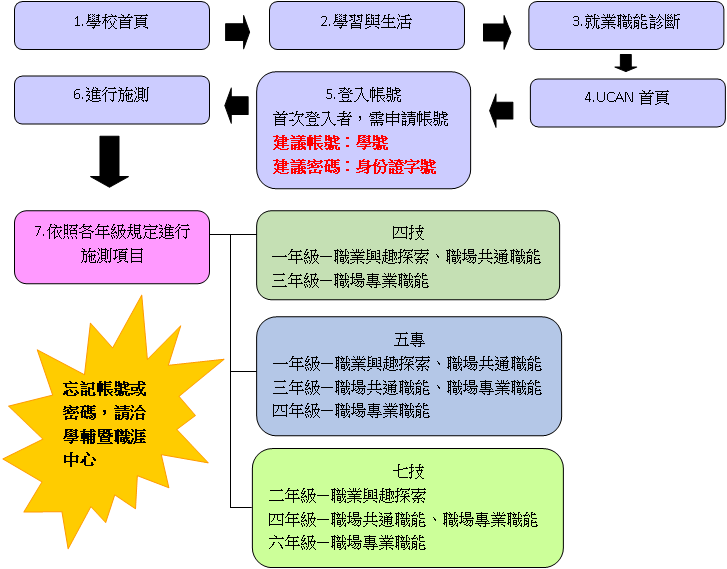 1.學校首頁
2.學習與生活
3.就業職能診斷
4.UCAN 首頁
5.登入帳號
首次登入者，需申請帳號
建議帳號：學號
建議密碼：身份證字號
6.進行施測
7.依照各年級規定進行
施測項目
四技
一年級－職業興趣探索、職場共通職能
三年級－職場專業職能
五專
一年級－職業興趣探索、職場共通職能
三年級－職場共通職能、職場專業職能
四年級－職場專業職能
七技
二年級－職業興趣探索
四年級－職場共通職能、職場專業職能
六年級－職場專業職能
忘記帳號或
密碼，請洽
學輔暨職涯
中心